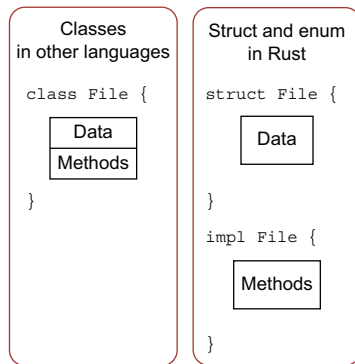 Classes
in other languages
class File {
Data
Methods
}
Struct and enum
in Rust
struct File {
Data
}
impl File {
Methods
}